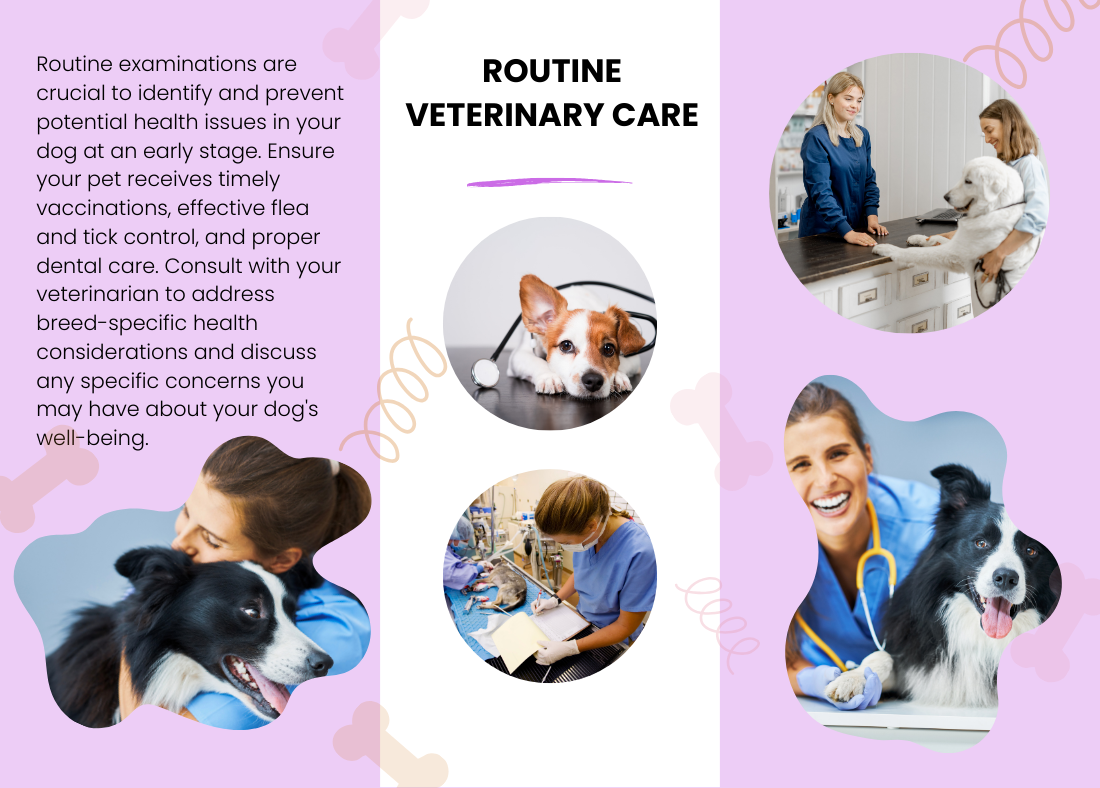 Routine examinations are
crucial to identify and prevent
potential health issues in your
dog at an early stage. Ensure
your pet receives timely
vaccinations, effective flea
and tick control, and proper
dental care. Consult with your
veterinarian to address
breed-specific health
considerations and discuss
any specific concerns you
may have about your dog's
well-being.
ROUTINE
VETERINARY CARE